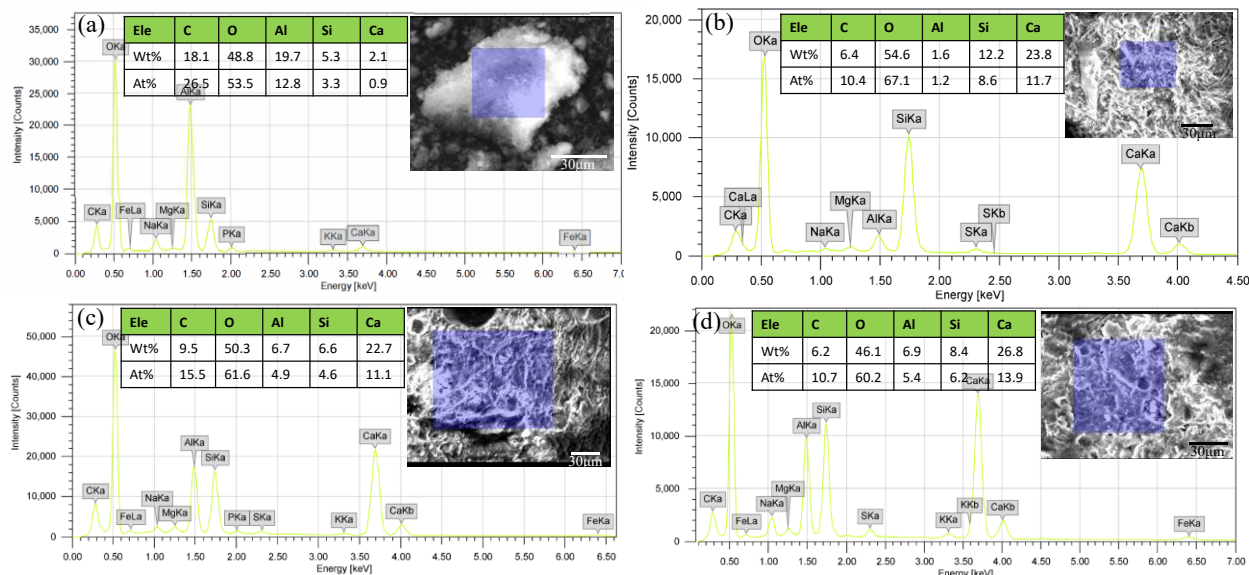 (a)
Ele C O Al Si Ca
Wt% 18.1 48.8 19.7 5.3 2.1
At% 26.5 53.5 12.8 3.3 0.9
Intensity [Counts]
35,000
30,000
25,000
20,000
15,000
10,000
5,000
0
CKa
OKa
FeLa
NaKa
MgKa
AlKa
SiKa
PKa
KKa
CaKa
FeKa
30μm
0.00 0.50 1.00 1.50 2.00 2.50 3.00 3.50 4.00 4.50 5.00 5.50 6.00 6.50 7.0
Energy [keV]
(b)
Ele C O Al Si Ca
Wt% 6.4 54.6 1.6 12.2 23.8
At% 10.4 67.1 1.2 8.6 11.7
Intensity [Counts]
20,000
15,000
10,000
5,000
0
CaLa
CKa
OKa
NaKa
MgKa
AlKa
SiKa
SKa
SKb
CaKa
CaKb
30μm
0.00 0.50 1.00 1.50 2.00 2.50 3.00 3.50 4.00 4.50
Energy [keV]
(c)
Ele C O Al Si Ca
Wt% 9.5 50.3 6.7 6.6 22.7
At% 15.5 61.6 4.9 4.6 11.1
Intensity [Counts]
50,000
40,000
30,000
20,000
10,000
0
CKa
OKa
FeLa
NaKa
MgKa
AlKa
SiKa
PKa
SKa
KKa
CaKa
CaKb
FeKa
30μm
0.00 0.50 1.00 1.50 2.00 2.50 3.00 3.50 4.00 4.50 5.00 5.50 6.00 6.50
Energy [keV]
(d)
Ele C O Al Si Ca
Wt% 6.2 46.1 6.9 8.4 26.8
At% 10.7 60.2 5.4 6.2 13.9
Intensity [Counts]
20,000
15,000
10,000
5,000
0
CKa
OKa
FeLa
NaKa
MgKa
AlKa
SiKa
SKa
KKa
KKb
CaKa
CaKb
FeKa
30μm
0.50 1.00 1.50 2.00 2.50 3.00 3.50 4.00 4.50 5.00 5.50 6.00 6.50 7.0
Energy [keV]